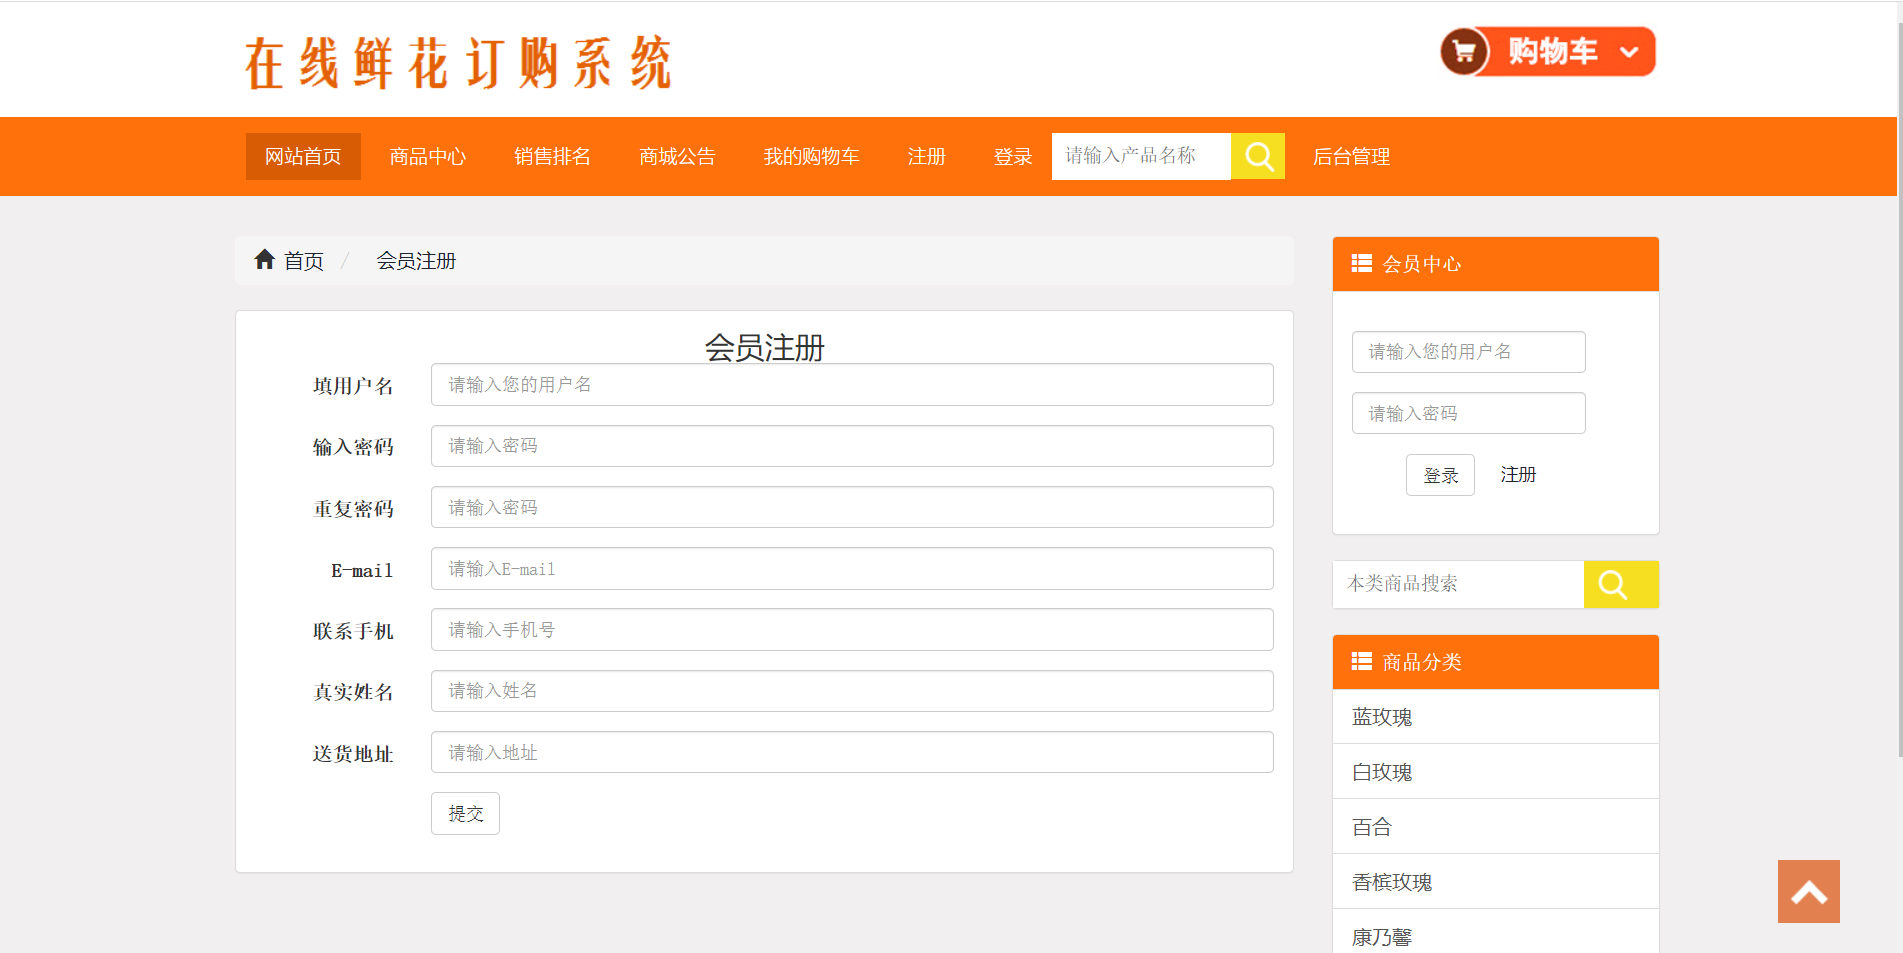 在线鲜花订购系统
购物车
网站首页 商品中心 销售排名 商城公告 我的购物车 注册 登录 请输入产品名称 后台管理
首页 / 会员注册
会员注册
填用户名 请输入您的用户名
输入密码 请输入密码
重复密码 请输入密码
E-mail 请输入E-mail
联系手机 请输入手机号
真实姓名 请输入姓名
送货地址 请输入地址
提交
会员中心
请输入您的用户名
请输入密码
登录 注册
本类商品搜索
商品分类
蓝玫瑰
白玫瑰
百合
香槟玫瑰
康乃馨